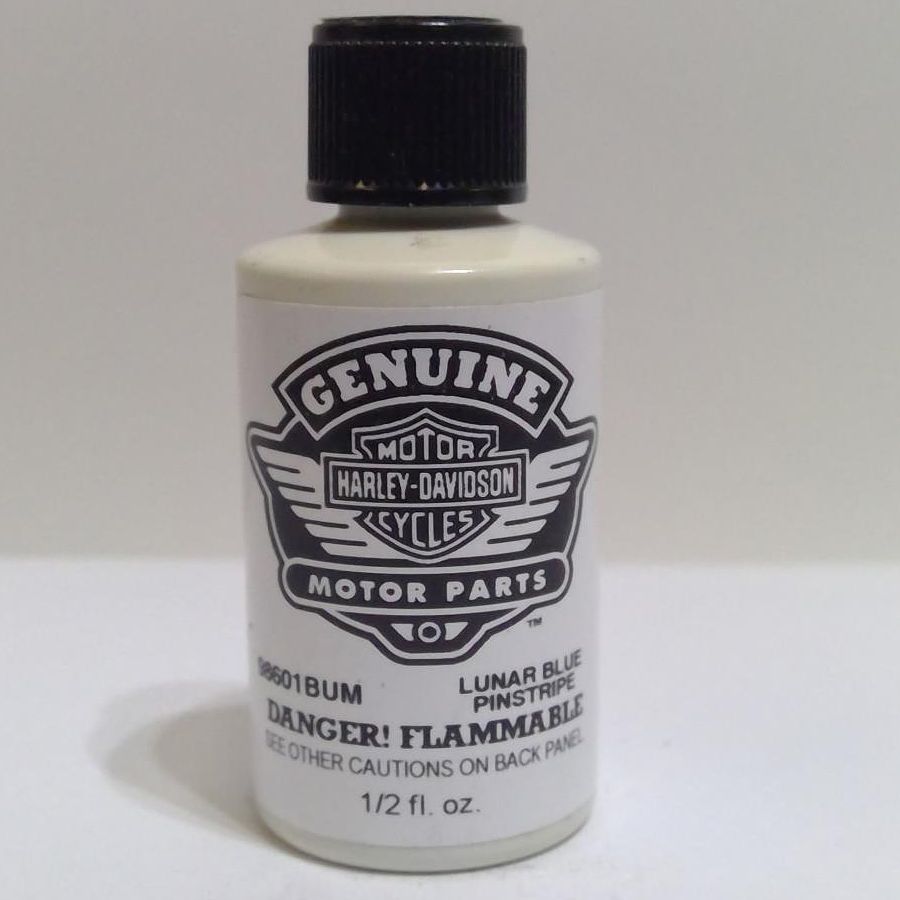 GENUINE
MOTOR
HARLEY-DAVIDSON
CYCLES
MOTOR PARTS
TM
98601BUM
LUNAR BLUE
PINSTRIPE
DANGER! FLAMMABLE
SEE OTHER CAUTIONS ON BACK PANEL
1/2 fl. oz.